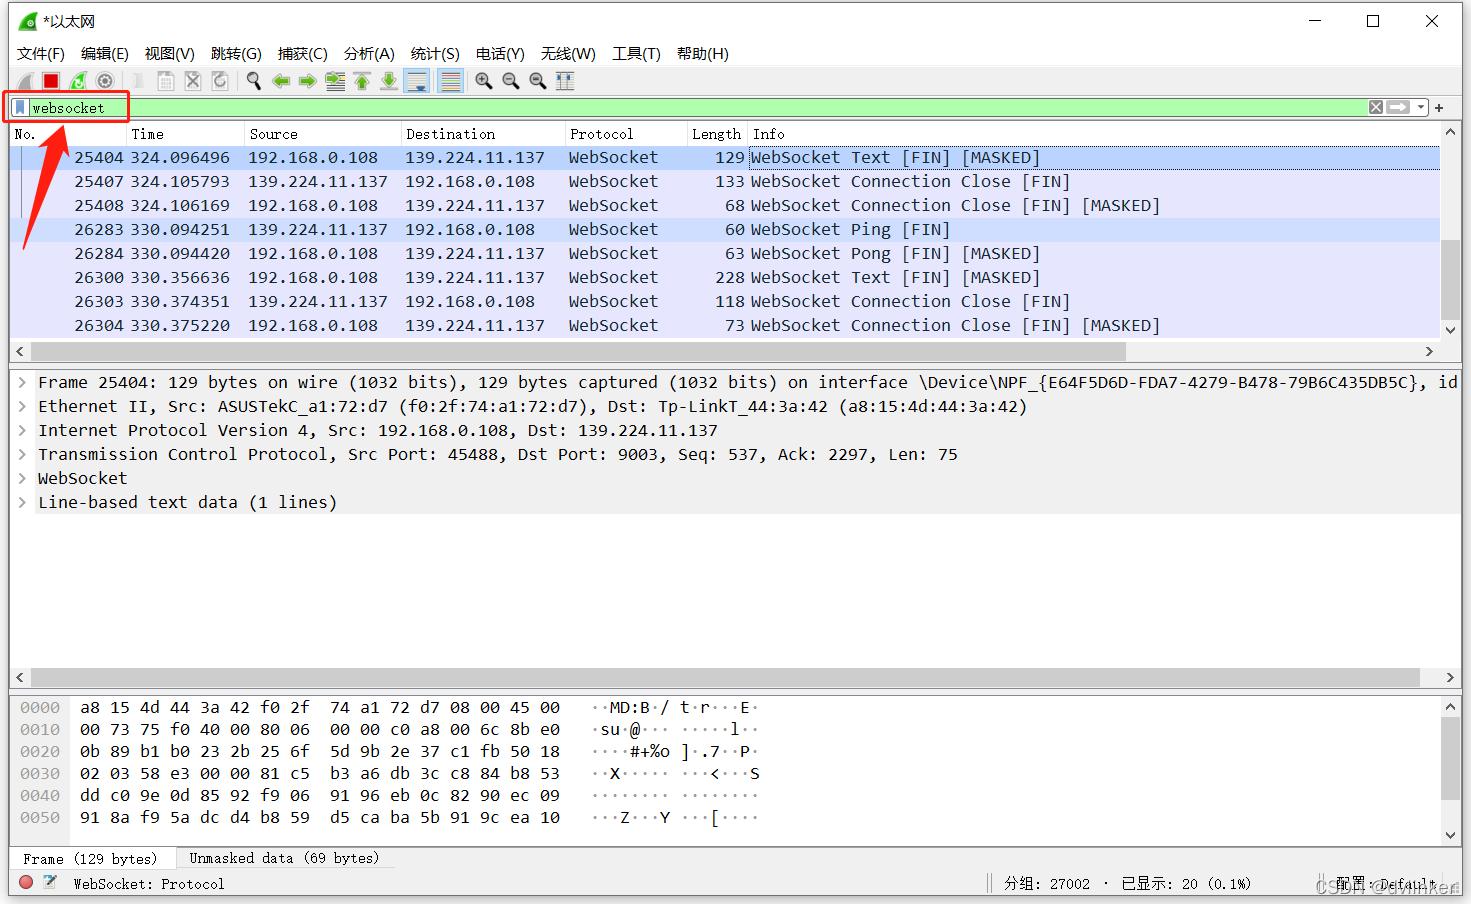 *以太网
文件(F) 编辑(E) 视图(V) 跳转(G) 捕获(C) 分析(A) 统计(S) 电话(Y) 无线(W) 工具(T) 帮助(H)
websocket
No. Time Source Destination Protocol Length Info
25404 324.096496 192.168.0.108 139.224.11.137 WebSocket 129 WebSocket Text [FIN] [MASKED]
25407 324.105793 139.224.11.137 192.168.0.108 WebSocket 133 WebSocket Connection Close [FIN]
25408 324.106169 192.168.0.108 139.224.11.137 WebSocket 68 WebSocket Connection Close [FIN] [MASKED]
26283 330.094251 139.224.11.137 192.168.0.108 WebSocket 60 WebSocket Ping [FIN]
26284 330.094420 192.168.0.108 139.224.11.137 WebSocket 63 WebSocket Pong [FIN] [MASKED]
26300 330.356636 192.168.0.108 139.224.11.137 WebSocket 228 WebSocket Text [FIN] [MASKED]
26303 330.374351 139.224.11.137 192.168.0.108 WebSocket 118 WebSocket Connection Close [FIN]
26304 330.375220 192.168.0.108 139.224.11.137 WebSocket 73 WebSocket Connection Close [FIN] [MASKED]
Frame 25404: 129 bytes on wire (1032 bits), 129 bytes captured (1032 bits) on interface \Device\NPF_{E64F5D6D-FDA7-4279-B478-79B6C435DB5C}, id
Ethernet II, Src: ASUSTekC_a1:72:d7 (f0:2f:74:a1:72:d7), Dst: Tp-LinkT_44:3a:42 (a8:15:4d:44:3a:42)
Internet Protocol Version 4, Src: 192.168.0.108, Dst: 139.224.11.137
Transmission Control Protocol, Src Port: 45488, Dst Port: 9003, Seq: 537, Ack: 2297, Len: 75
WebSocket
Line-based text data (1 lines)
0000 a8 15 4d 44 3a 42 f0 2f 74 a1 72 d7 08 00 45 00 ··MD:B·/ t·r···E·
0010 00 73 75 f0 40 00 80 06 00 00 c0 a8 00 6c 8b e0 ·su·@··· ·····l··
0020 0b 89 b1 b0 23 2b 25 6f 5d 9b 2e 37 c1 fb 50 18 ····#+%o ]·.7··P·
0030 02 03 58 e3 00 00 81 c5 b3 a6 db 3c c8 84 b8 53 ··X····· ···<···S
0040 dd c0 9e 0d 85 92 f9 06 91 96 eb 0c 82 90 ec 09 ········ ········
0050 91 8a f9 5a dc d4 b8 59 d5 ca ba 5b 91 9c ea 10 ···Z···Y ···[····
Frame (129 bytes) Unmasked data (69 bytes)
WebSocket: Protocol 分组: 27002 · 已显示: 20 (0.1%) 配置: Default
CSDN @dvlinker